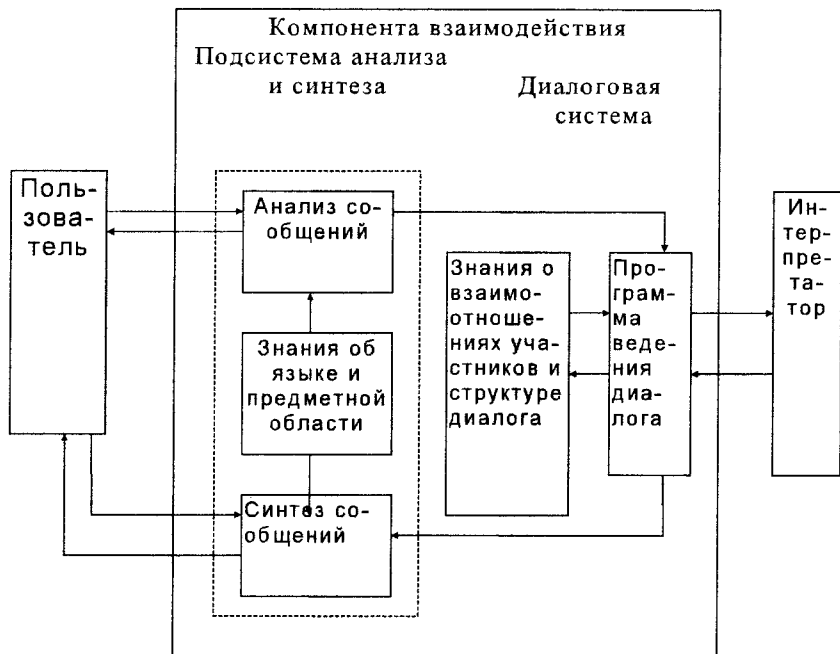 Компонента взаимодействия
Подсистема анализа
и синтеза
Диалоговая
система
Поль-
зова-
тель
Анализ со-
общений
Знания об
языке и
предметной
области
Синтез со-
общений
Знания о
взаимо-
отноше-
ниях уча-
стников и
структуре
диалога
Про-
грам-
ма
веде-
ния
диа-
лога
Ин-
тер-
пре-
та-
тор